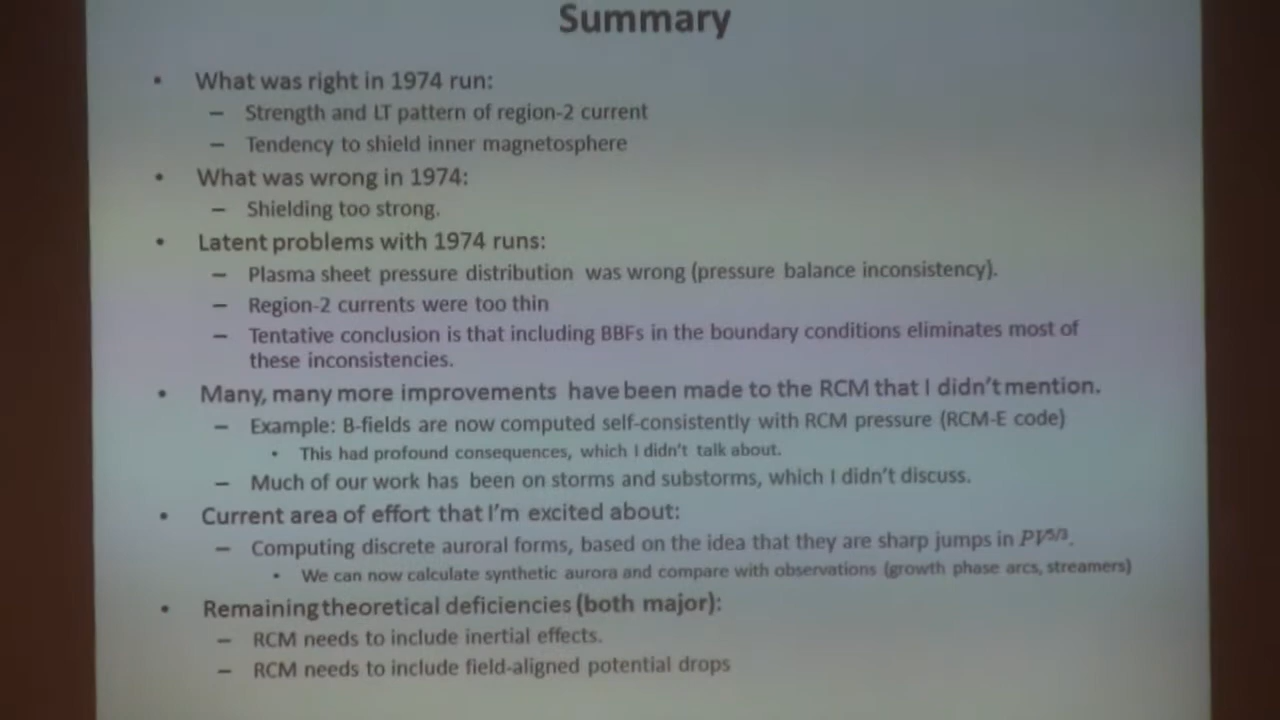 Summary
• What was right in 1974 run:
– Strength and LT pattern of region-2 current
– Tendency to shield inner magnetosphere
• What was wrong in 1974:
– Shielding too strong.
• Latent problems with 1974 runs:
– Plasma sheet pressure distribution was wrong (pressure balance inconsistency).
– Region-2 currents were too thin
– Tentative conclusion is that including BBFs in the boundary conditions eliminates most of
these inconsistencies.
• Many, many more improvements have been made to the RCM that I didn't mention.
– Example: B-fields are now computed self-consistently with RCM pressure (RCM-E code)
• This had profound consequences, which I didn't talk about.
– Much of our work has been on storms and substorms, which I didn't discuss.
• Current area of effort that I'm excited about:
– Computing discrete auroral forms, based on the idea that they are sharp jumps in PV^5/3.
• We can now calculate synthetic aurora and compare with observations (growth phase arcs, streamers)
• Remaining theoretical deficiencies (both major):
– RCM needs to include inertial effects.
– RCM needs to include field-aligned potential drops